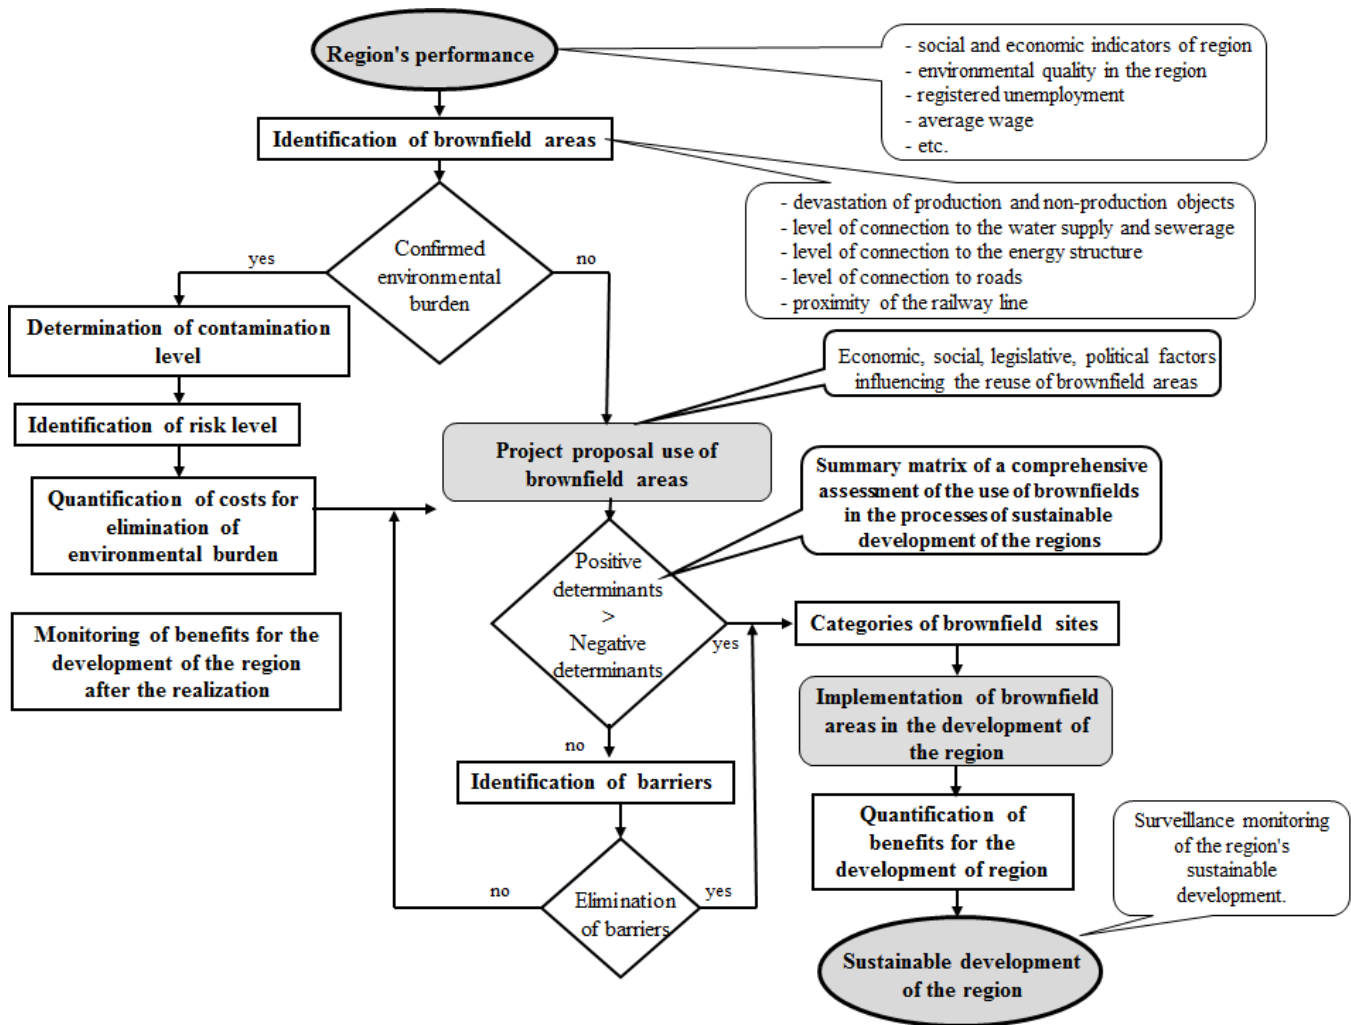 Region's performance
- social and economic indicators of region
- environmental quality in the region
- registered unemployment
- average wage
- etc.
Identification of brownfield areas
- devastation of production and non-production objects
- level of connection to the water supply and sewerage
- level of connection to the energy structure
- level of connection to roads
- proximity of the railway line
Confirmed
environmental
burden
yes
no
Determination of contamination
level
Identification of risk level
Quantification of costs for
elimination of
environmental burden
Monitoring of benefits for the
development of the region
after the realization
Economic, social, legislative, political factors
influencing the reuse of brownfield areas
Project proposal use of
brownfield areas
Summary matrix of a comprehensive
assessment of the use of brownfields
in the processes of sustainable
development of the regions
Positive
determinants
>
Negative
determinants
yes
no
Categories of brownfield sites
Implementation of brownfield
areas in the development of
the region
Identification of barriers
Elimination
of barriers
no
yes
Quantification of
benefits for the
development of region
Surveillance monitoring
of the region's
sustainable
development.
Sustainable development
of the region